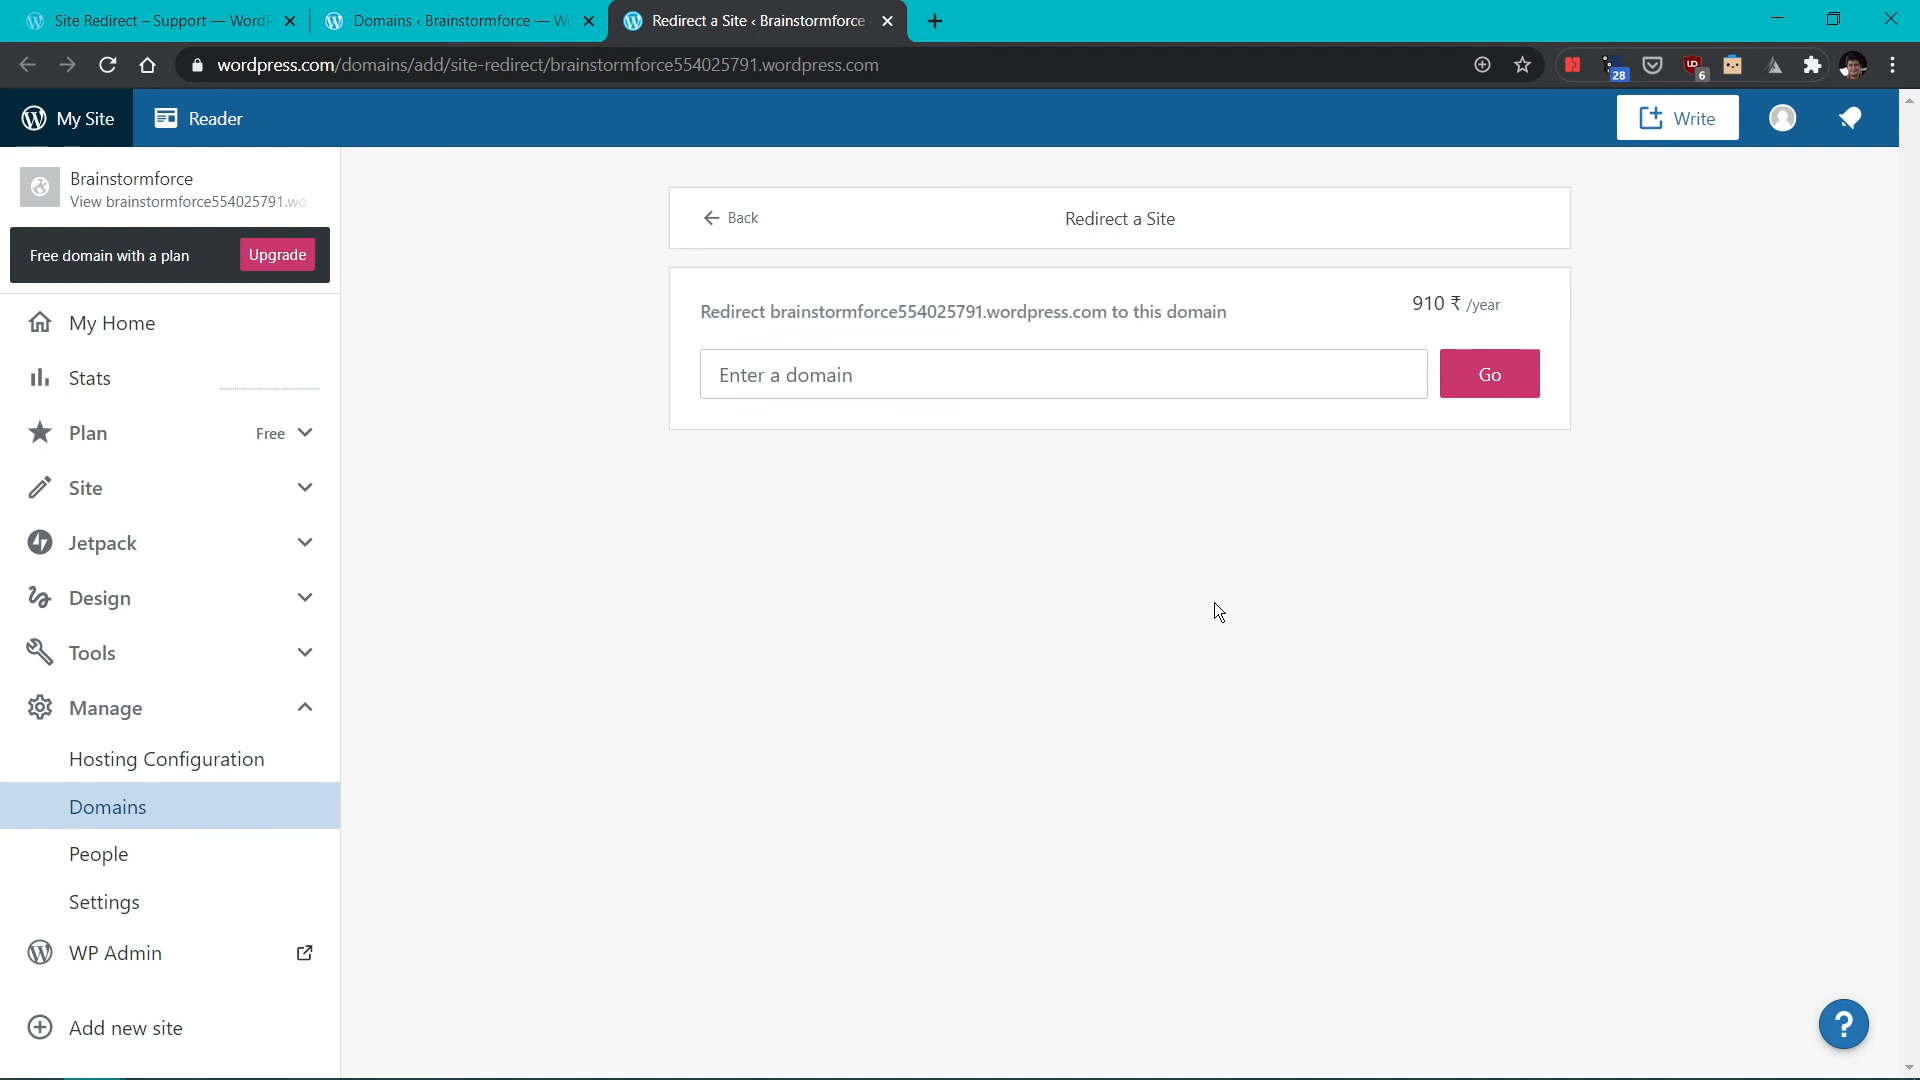 Site Redirect – Support — WordP
Domains ‹ Brainstormforce — Wo
Redirect a Site ‹ Brainstormforce
wordpress.com/domains/add/site-redirect/brainstormforce554025791.wordpress.com
28
6
My Site
Reader
Write
Brainstormforce
View brainstormforce554025791.wo
Free domain with a plan
Upgrade
Back
Redirect a Site
Redirect brainstormforce554025791.wordpress.com to this domain
910 ₹ /year
Enter a domain
Go
My Home
Stats
Plan
Free
Site
Jetpack
Design
Tools
Manage
Hosting Configuration
Domains
People
Settings
WP Admin
Add new site
?